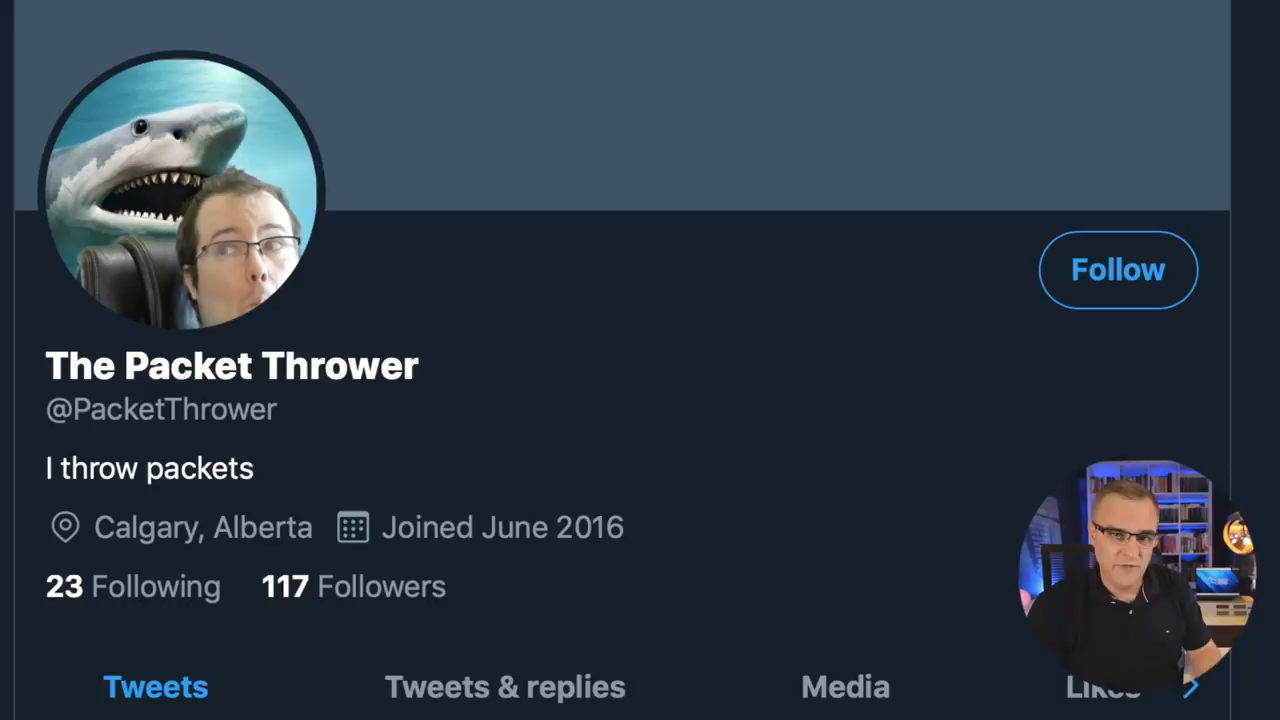 Follow
The Packet Thrower
@PacketThrower
I throw packets
Calgary, Alberta Joined June 2016
23 Following 117 Followers
Tweets Tweets & replies Media Likes